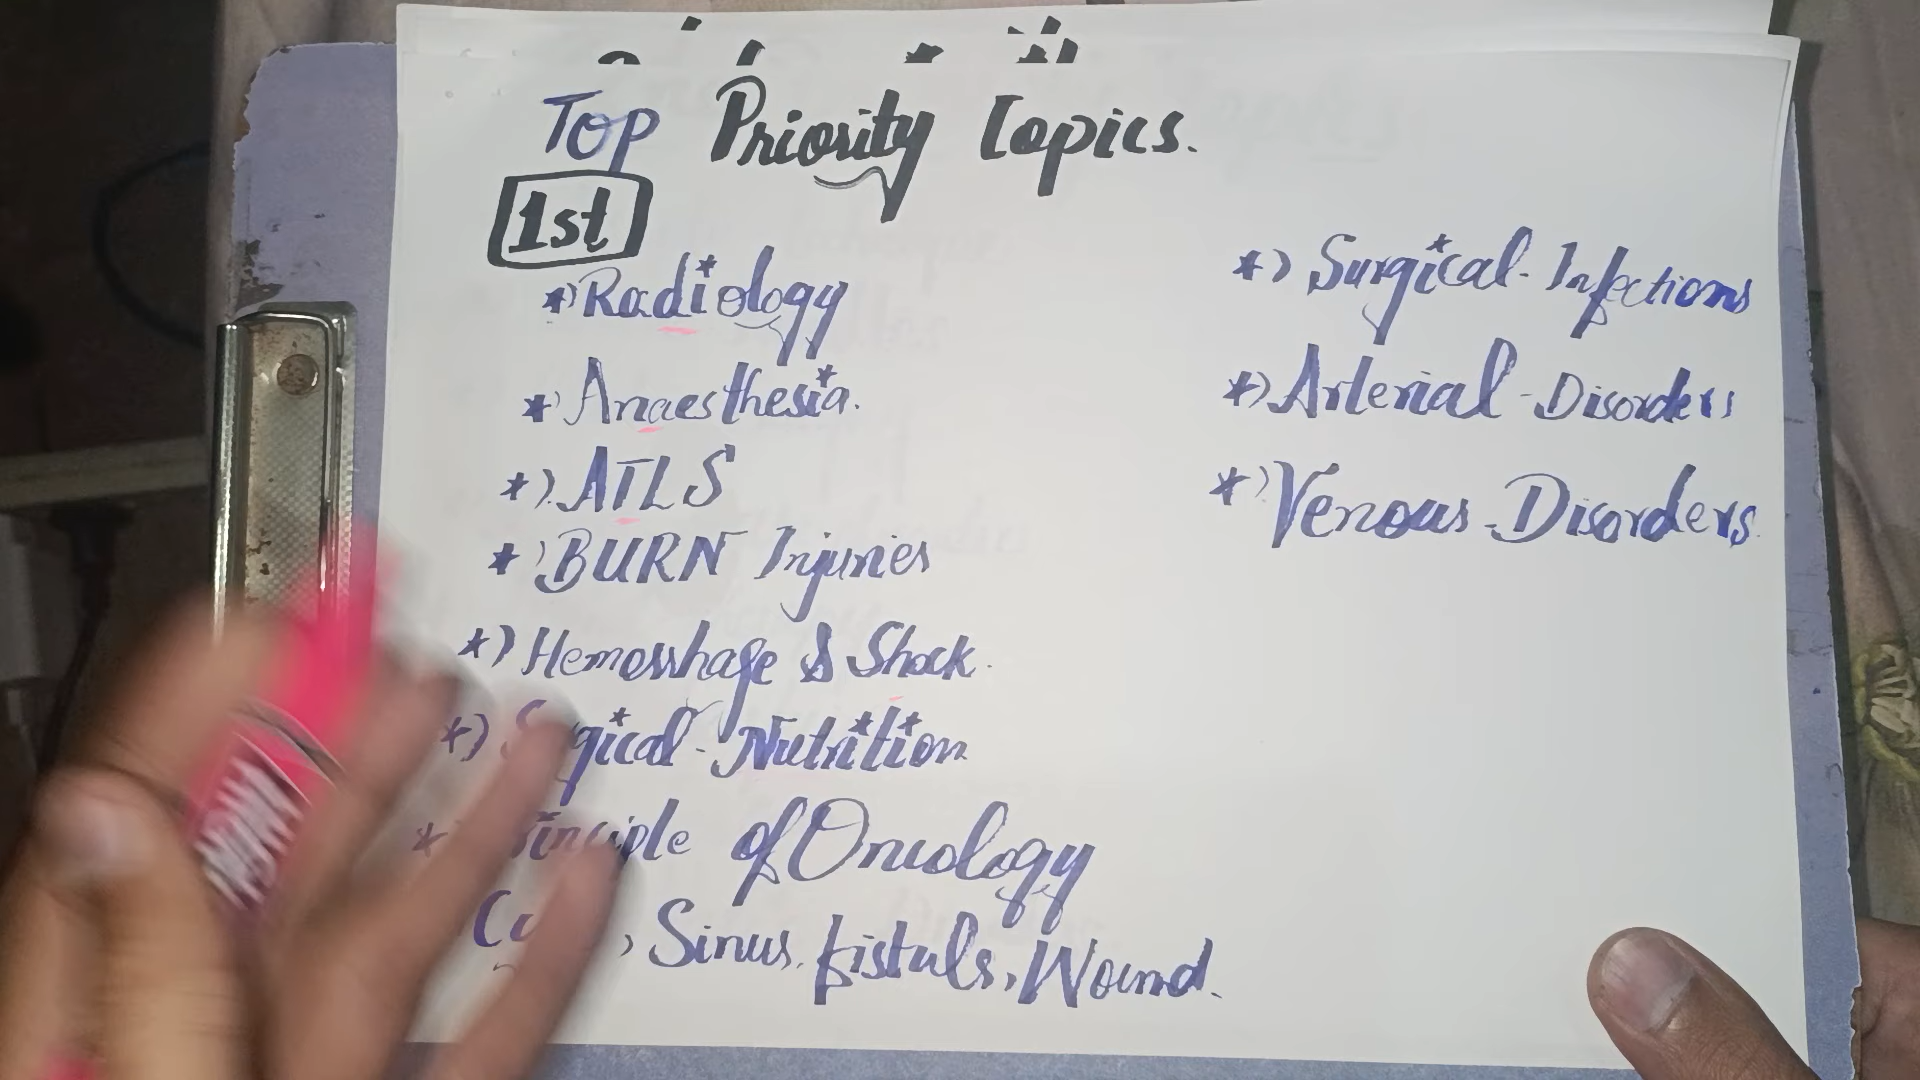 Top Priority Topics.
1st
*) Radiology
*) Anaesthesia.
*) ATLS
*) BURN Injuries
*) Hemorrhage & Shock.
*) Surgical - Nutrition
* of Oncology
, Sinus, fistula, Wound.
*) Surgical - Infections
*) Arterial - Disorders
*) Venous - Disorders.